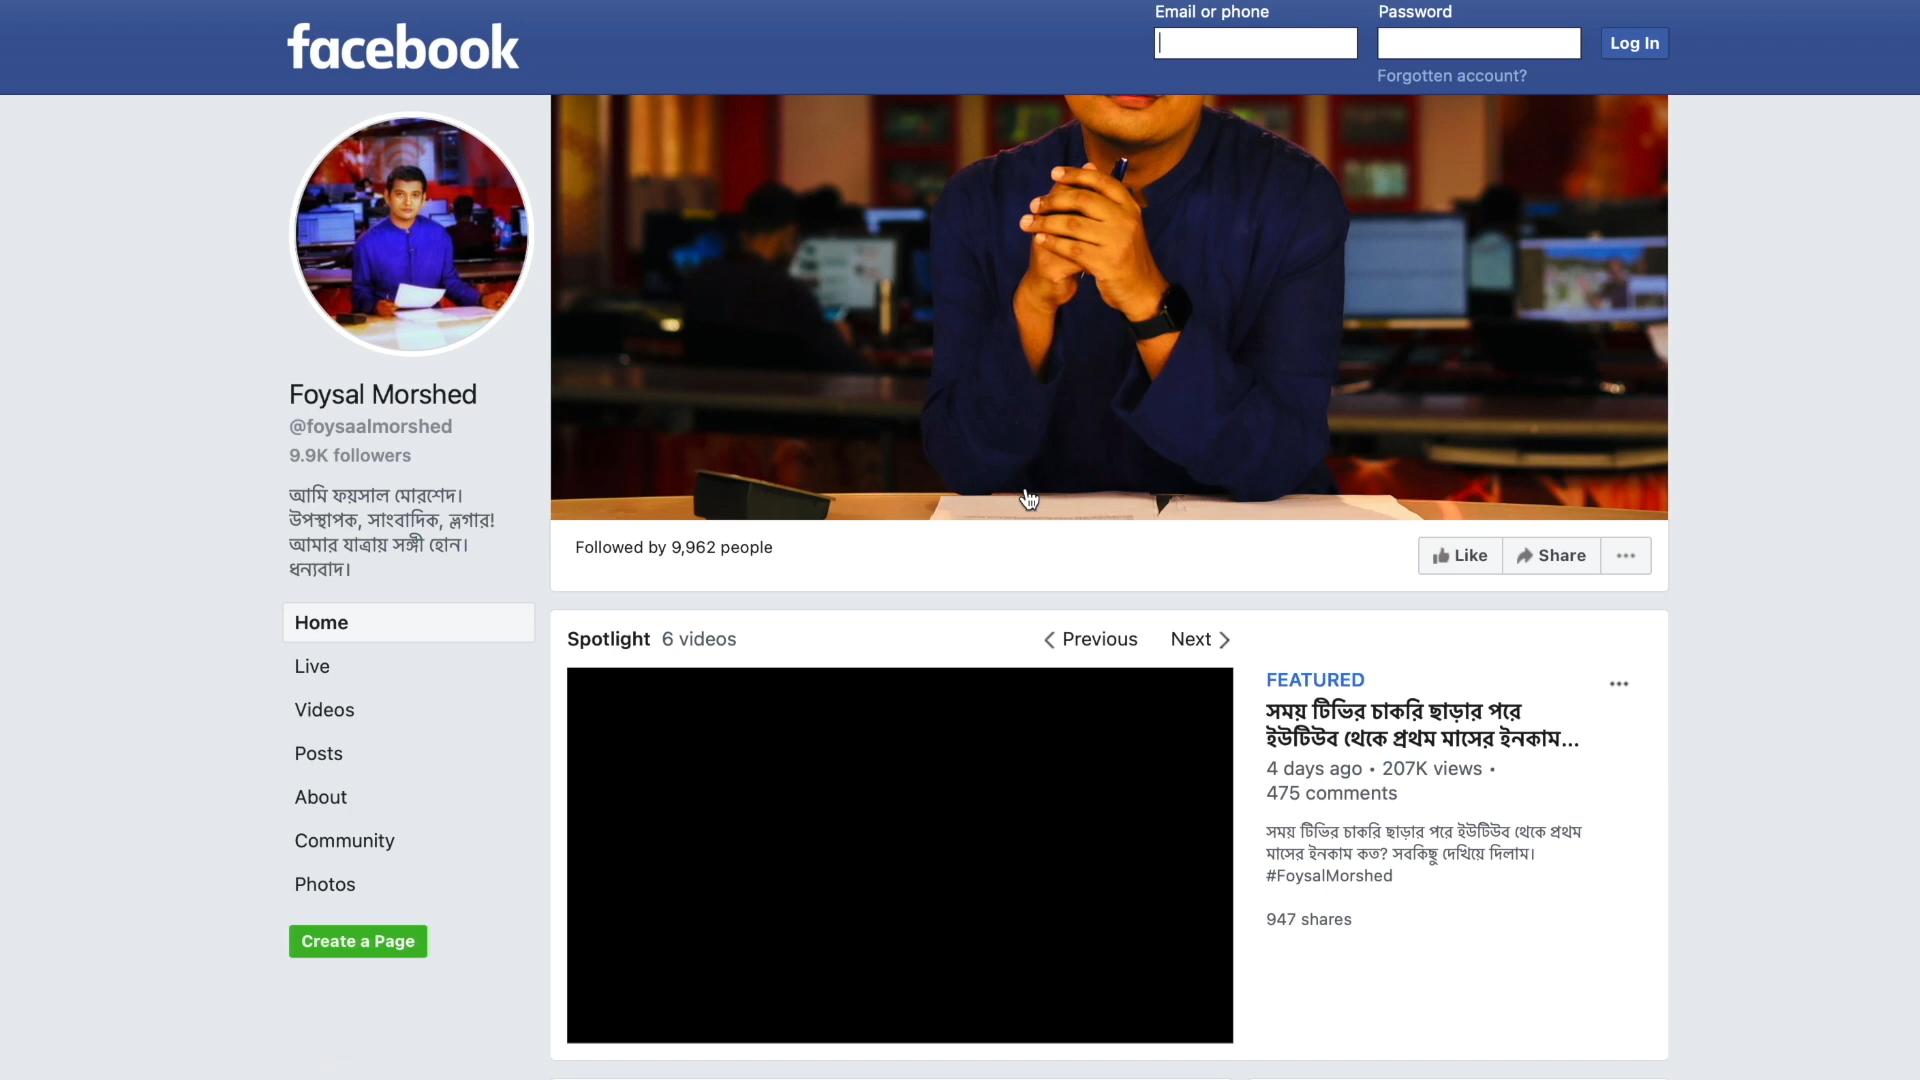 facebook
Email or phone
Password
Log In
Forgotten account?
Foysal Morshed
@foysaalmorshed
9.9K followers
আমি ফয়সাল মোরশেদ।
উপস্থাপক, সাংবাদিক, ভ্লগার!
আমার যাত্রায় সঙ্গী হোন।
ধন্যবাদ।
Home
Live
Videos
Posts
About
Community
Photos
Create a Page
Followed by 9,962 people
Like
Share
Spotlight 6 videos
Previous
Next
FEATURED
সময় টিভির চাকরি ছাড়ার পরে
ইউটিউব থেকে প্রথম মাসের ইনকাম...
4 days ago • 207K views •
475 comments
সময় টিভির চাকরি ছাড়ার পরে ইউটিউব থেকে প্রথম
মাসের ইনকাম কত? সবকিছু দেখিয়ে দিলাম।
#FoysalMorshed
947 shares